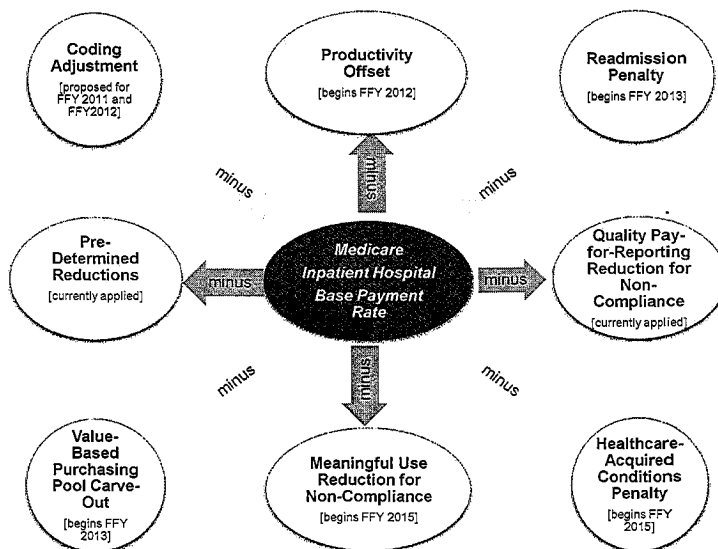 Coding
Adjustment
[proposed for
FFY 2011 and
FFY2012]
Productivity
Offset
[begins FFY 2012]
Readmission
Penalty
[begins FFY 2013]
minus
minus
minus
Pre-
Determined
Reductions
[currently applied]
minus
Medicare
Inpatient Hospital
Base Payment
Rate
minus
Quality Pay-
for-Reporting
Reduction for
Non-
Compliance
[currently applied]
minus
minus
minus
Value-
Based
Purchasing
Pool Carve-
Out
[begins FFY
2013]
Meaningful Use
Reduction for
Non-Compliance
[begins FFY 2015]
Healthcare-
Acquired
Conditions
Penalty
[begins FFY
2015]